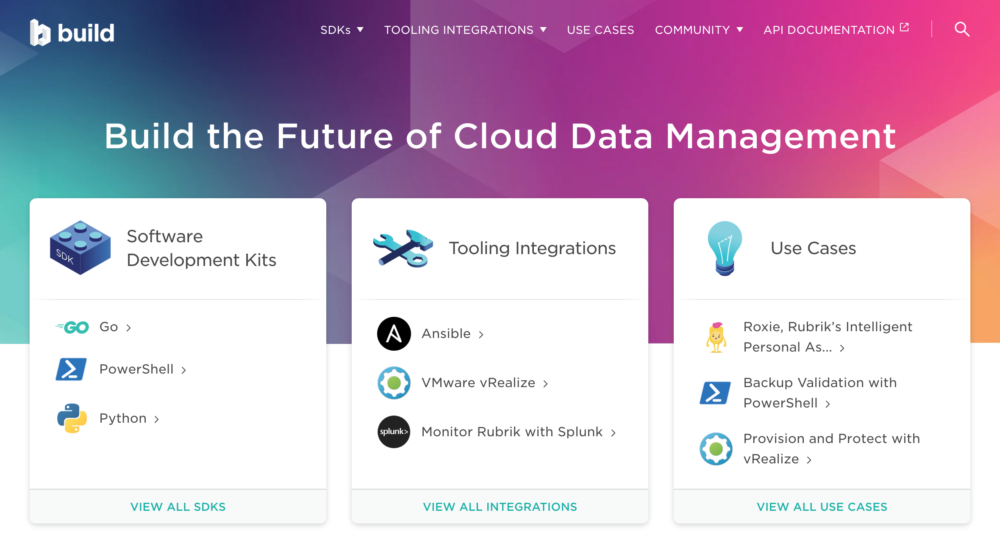 build
SDKs
TOOLING INTEGRATIONS
USE CASES
COMMUNITY
API DOCUMENTATION
Build the Future of Cloud Data Management
SDK
Software
Development Kits
GO
Go
PowerShell
Python
VIEW ALL SDKS
Tooling Integrations
Ansible
VMware vRealize
splunk>
Monitor Rubrik with Splunk
VIEW ALL INTEGRATIONS
Use Cases
Roxie, Rubrik’s Intelligent
Personal As...
Backup Validation with
PowerShell
Provision and Protect with
vRealize
VIEW ALL USE CASES